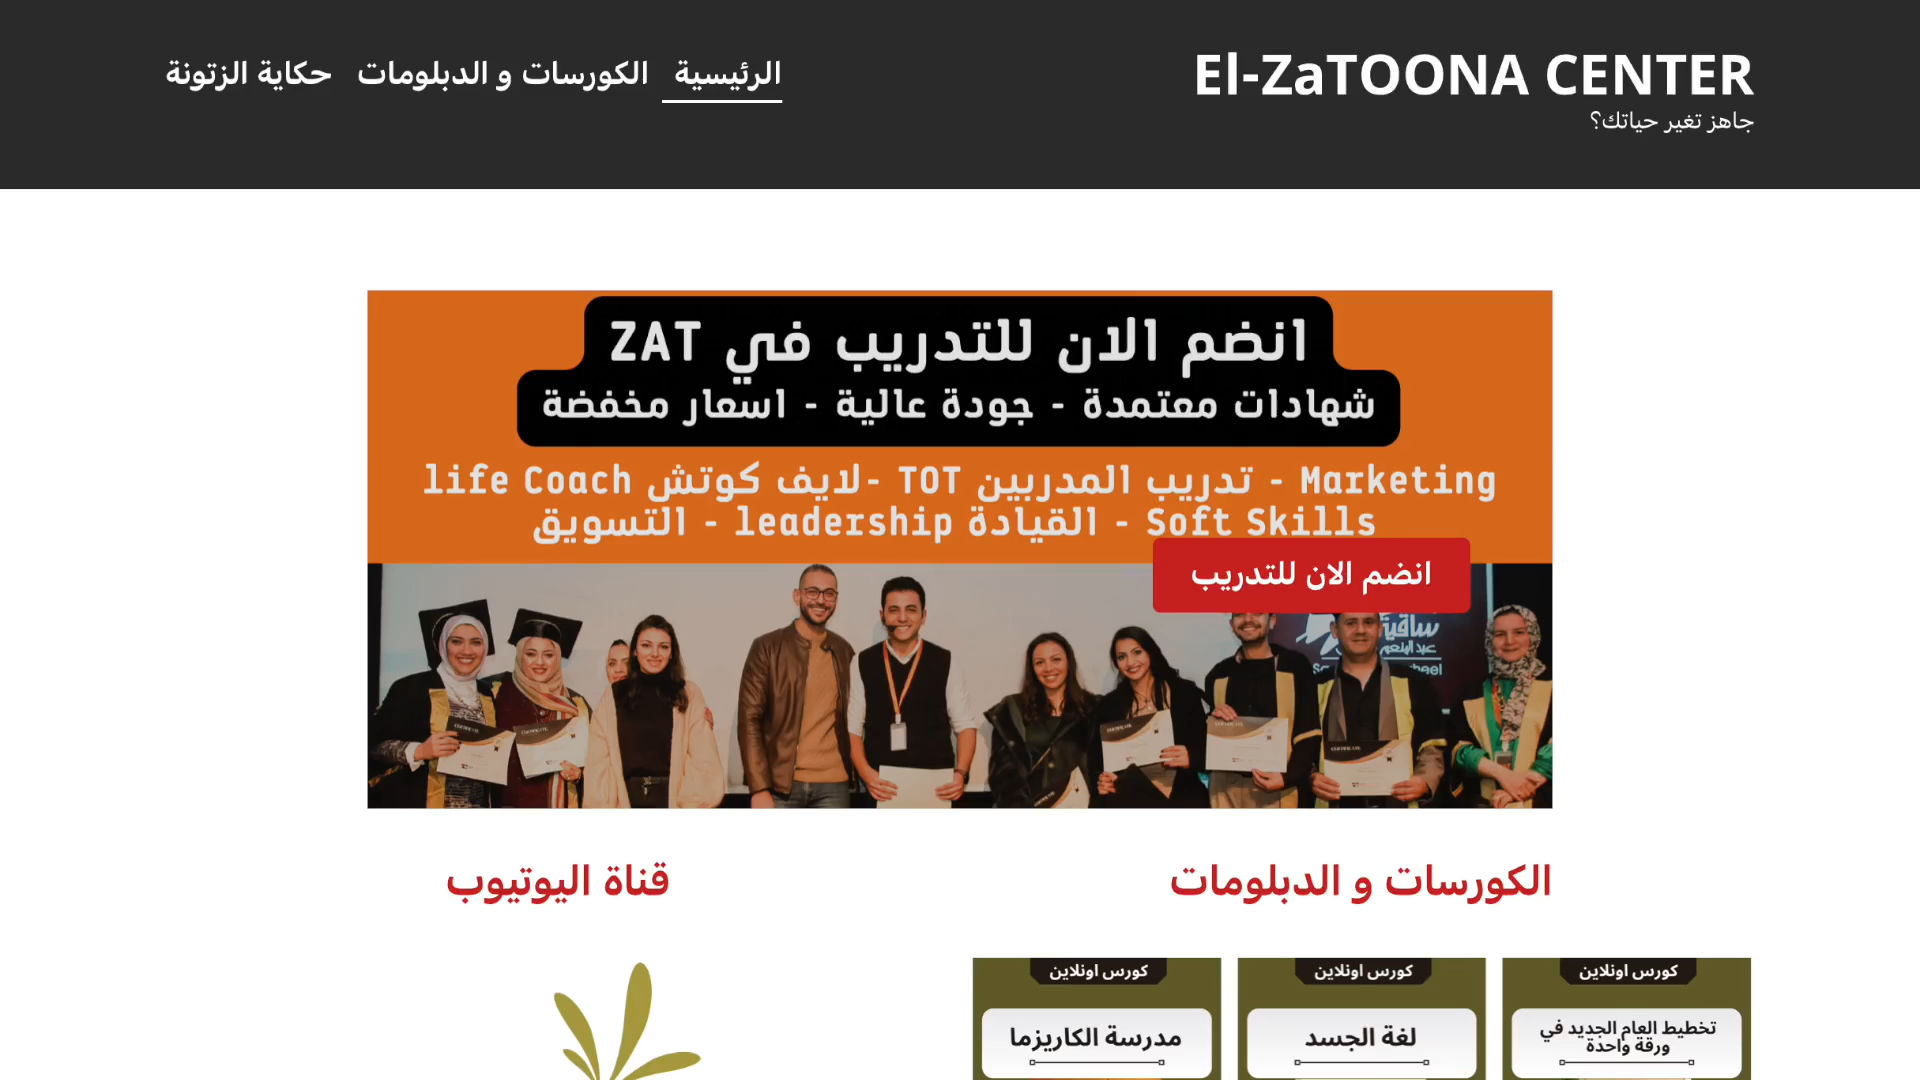 El-ZaTOONA CENTER
جاهز تغير حياتك؟
الرئيسية
الكورسات و الدبلومات
حكاية الزتونة
انضم الان للتدريب في ZAT
شهادات معتمدة - جودة عالية - اسعار مخفضة
Marketing - تدريب المدربين TOT -لايف كوتش life Coach
Soft Skills - القيادة leadership - التسويق
انضم الان للتدريب
ساقية
عبد المنعم
الكورسات و الدبلومات
قناة اليوتيوب
كورس اونلاين
تخطيط العام الجديد في
ورقة واحدة
كورس اونلاين
لغة الجسد
كورس اونلاين
مدرسة الكاريزما